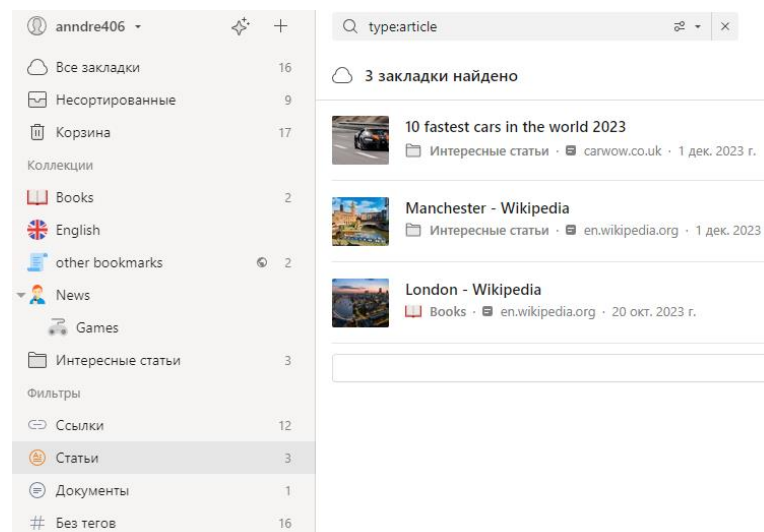 anndre406
Все закладки 16
Несортированные 9
Корзина 17
Коллекции
Books 2
English
other bookmarks 2
News
Games
Интересные статьи 3
Фильтры
Ссылки 12
Статьи 3
Документы 1
# Без тегов 16
type:article
3 закладки найдено
10 fastest cars in the world 2023
Интересные статьи · carwow.co.uk · 1 дек. 2023 г.
Manchester - Wikipedia
Интересные статьи · en.wikipedia.org · 1 дек. 2023
London - Wikipedia
Books · en.wikipedia.org · 20 окт. 2023 г.